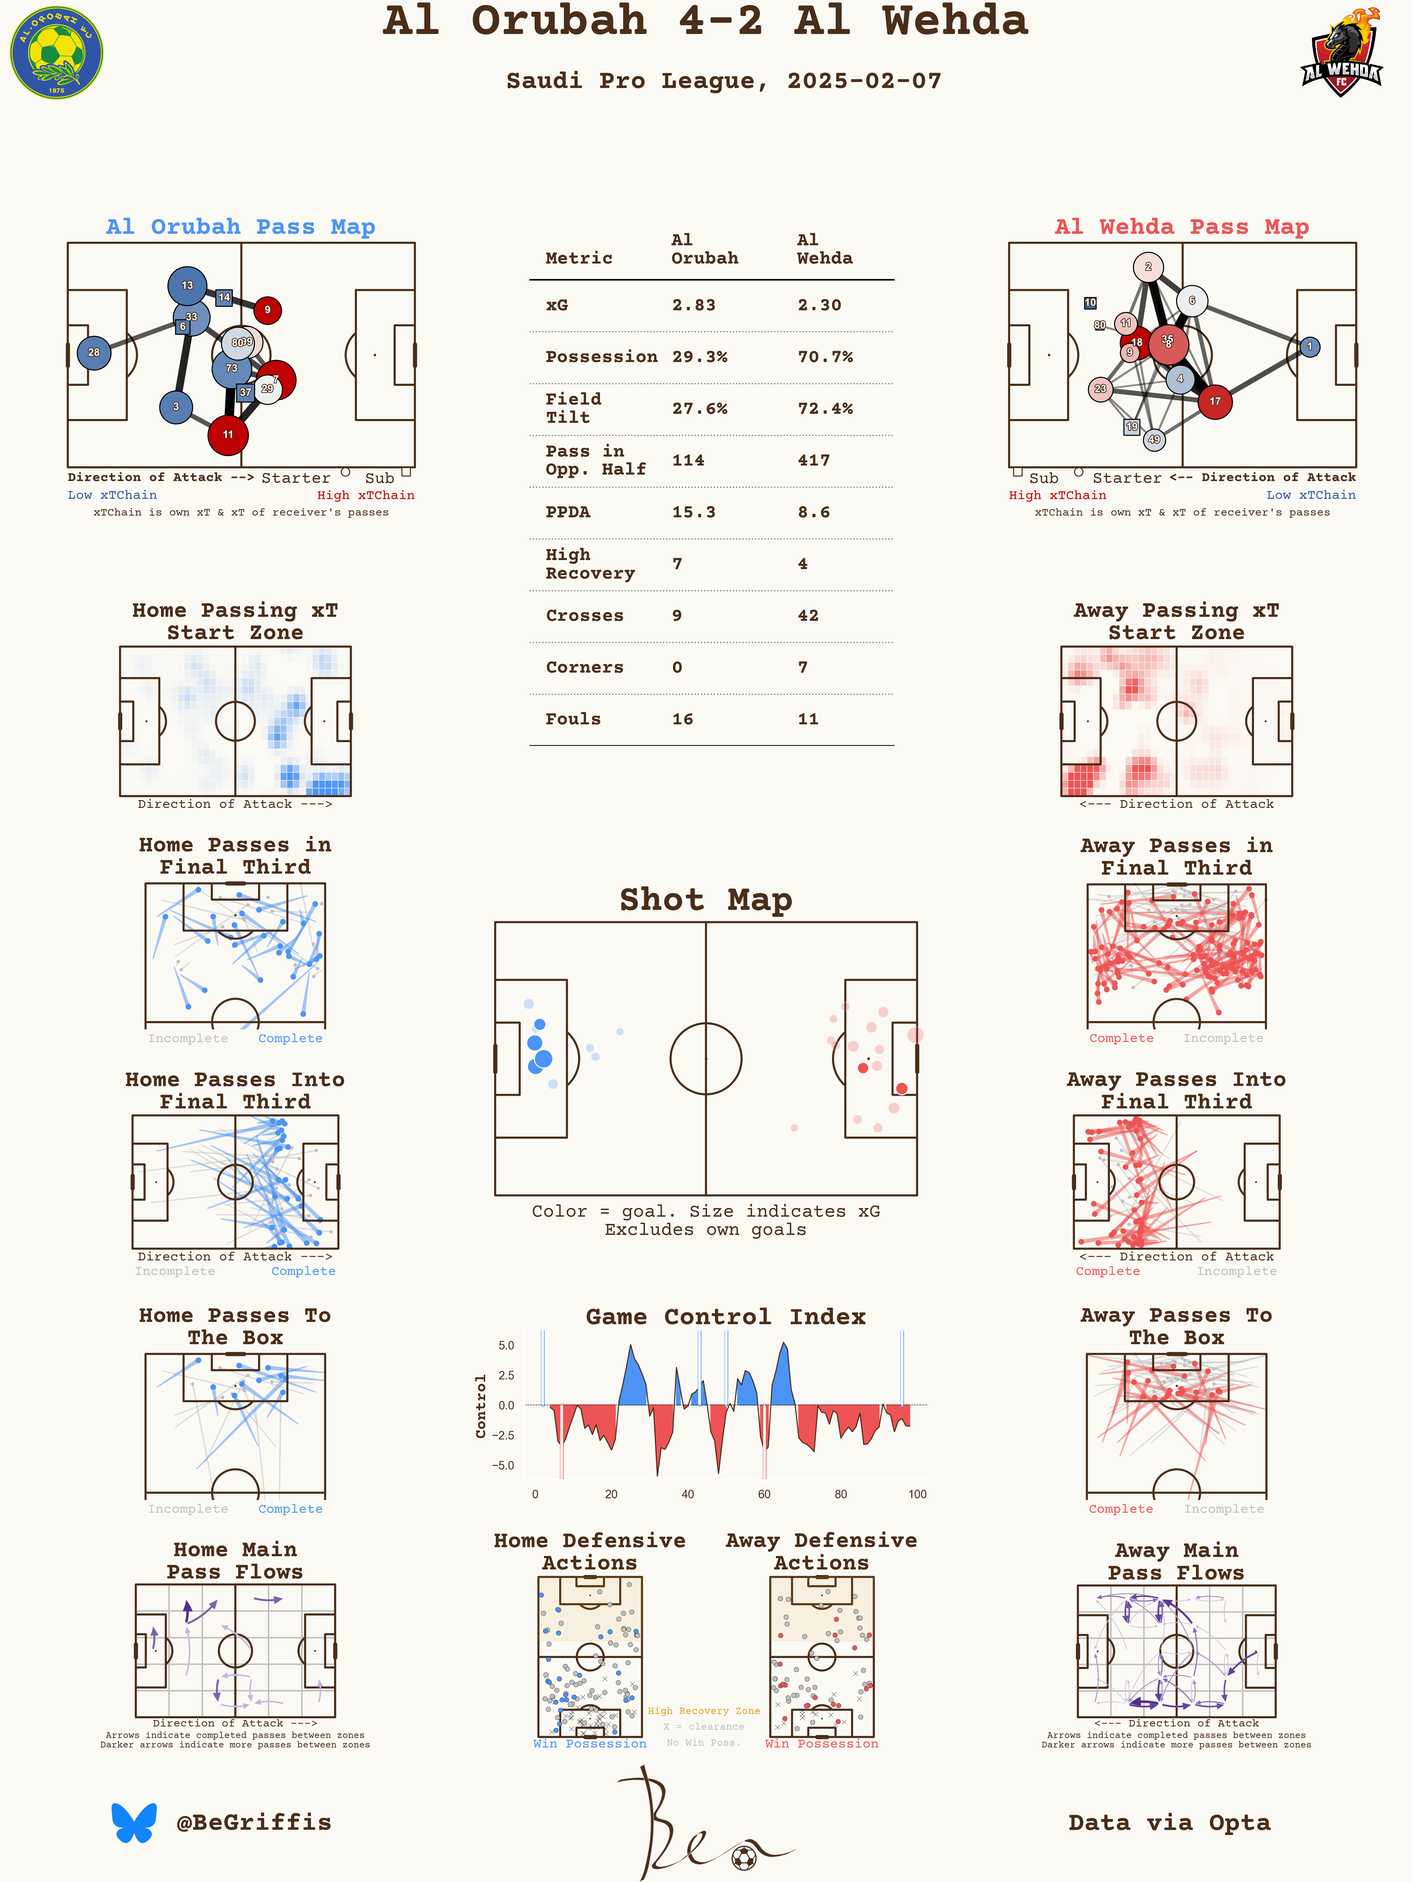 Al Orubah 4-2 Al Wehda
Saudi Pro League, 2025-02-07
AL-OROBAH FC
1975
AL WEHDA
FC
Al Orubah Pass Map
13
14
9
33
6
28
80
39
73
7
37
29
3
11
Direction of Attack --> Starter Sub
Low xTChain High xTChain
xTChain is own xT & xT of receiver's passes
Metric Al Orubah Al Wehda
xG 2.83 2.30
Possession 29.3% 70.7%
Field Tilt 27.6% 72.4%
Pass in Opp. Half 114 417
PPDA 15.3 8.6
High Recovery 7 4
Crosses 9 42
Corners 0 7
Fouls 16 11
Al Wehda Pass Map
2
10
6
80
11
18
35
8
9
1
4
23
17
19
49
Sub Starter <-- Direction of Attack
High xTChain Low xTChain
xTChain is own xT & xT of receiver's passes
Home Passing xT
Start Zone
Direction of Attack --->
Away Passing xT
Start Zone
<--- Direction of Attack
Home Passes in
Final Third
Incomplete Complete
Away Passes in
Final Third
Complete Incomplete
Shot Map
Color = goal. Size indicates xG
Excludes own goals
Home Passes Into
Final Third
Direction of Attack --->
Incomplete Complete
Away Passes Into
Final Third
<--- Direction of Attack
Complete Incomplete
Home Passes To
The Box
Incomplete Complete
Game Control Index
Control
5.0
2.5
0.0
−2.5
−5.0
0 20 40 60 80 100
Away Passes To
The Box
Complete Incomplete
Home Main
Pass Flows
Direction of Attack --->
Arrows indicate completed passes between zones
Darker arrows indicate more passes between zones
Home Defensive
Actions
Win Possession
High Recovery Zone
X = clearance
No Win Poss.
Away Defensive
Actions
Win Possession
Away Main
Pass Flows
<--- Direction of Attack
Arrows indicate completed passes between zones
Darker arrows indicate more passes between zones
@BeGriffis
Ben
Data via Opta